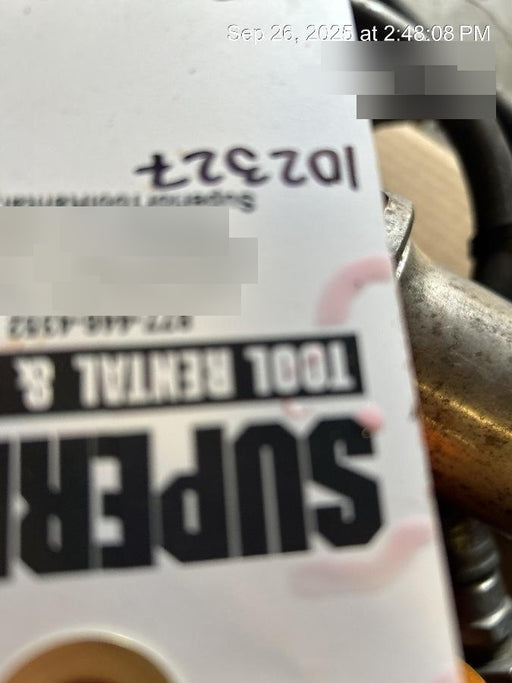 Sep 26, 2025 at 2:48:08 PM
SUPER
TOOL RENTAL &
102327